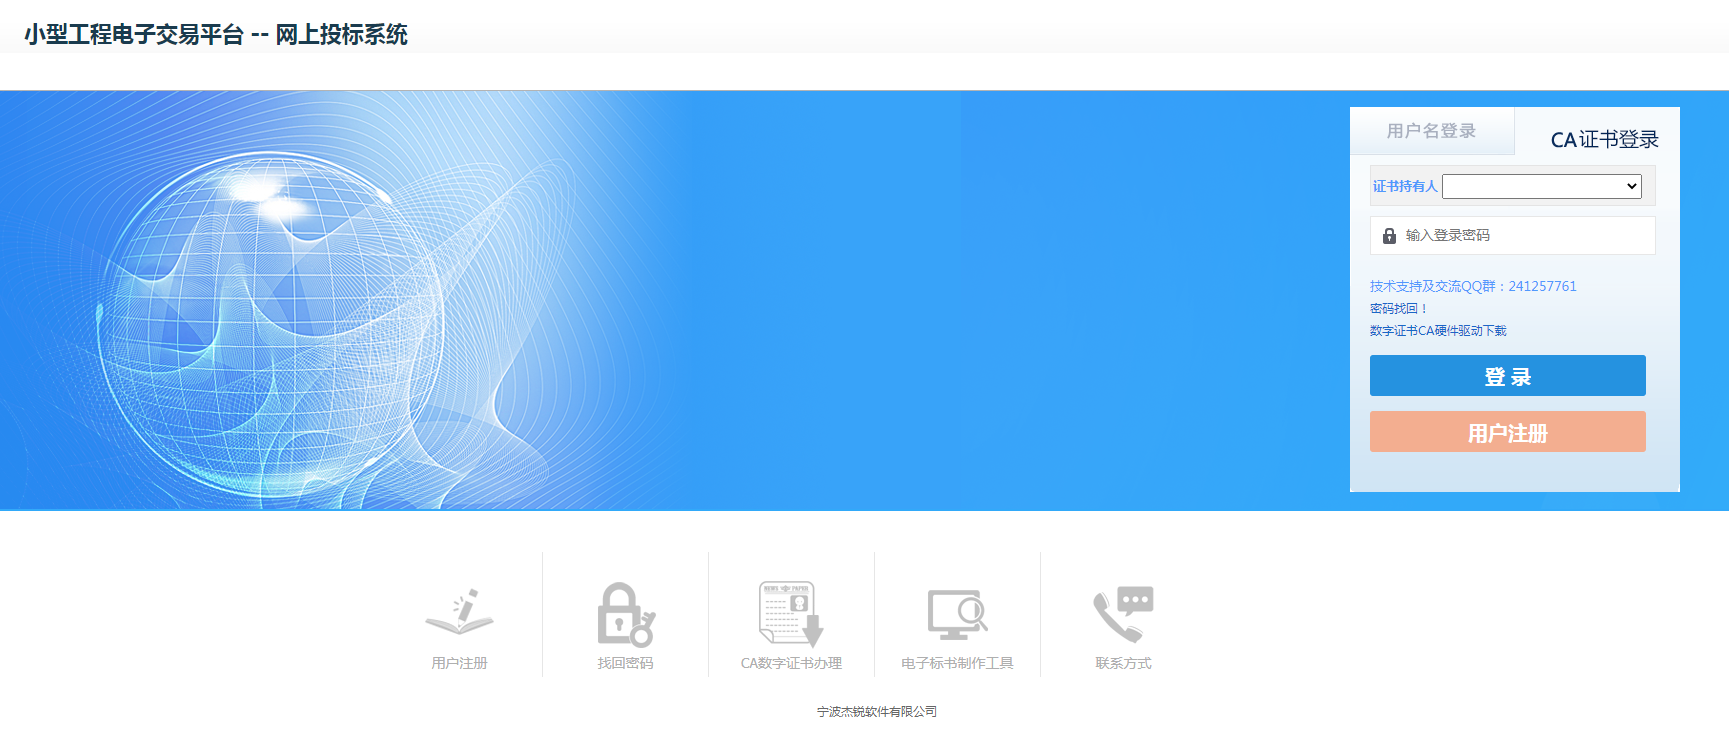 小型工程电子交易平台 -- 网上投标系统
用户名登录
CA证书登录
证书持有人
输入登录密码
技术支持及交流QQ群：241257761
密码找回！
数字证书CA硬件驱动下载
登 录
用户注册
NEWS PAPER
用户注册
找回密码
CA数字证书办理
电子标书制作工具
联系方式
宁波杰锐软件有限公司